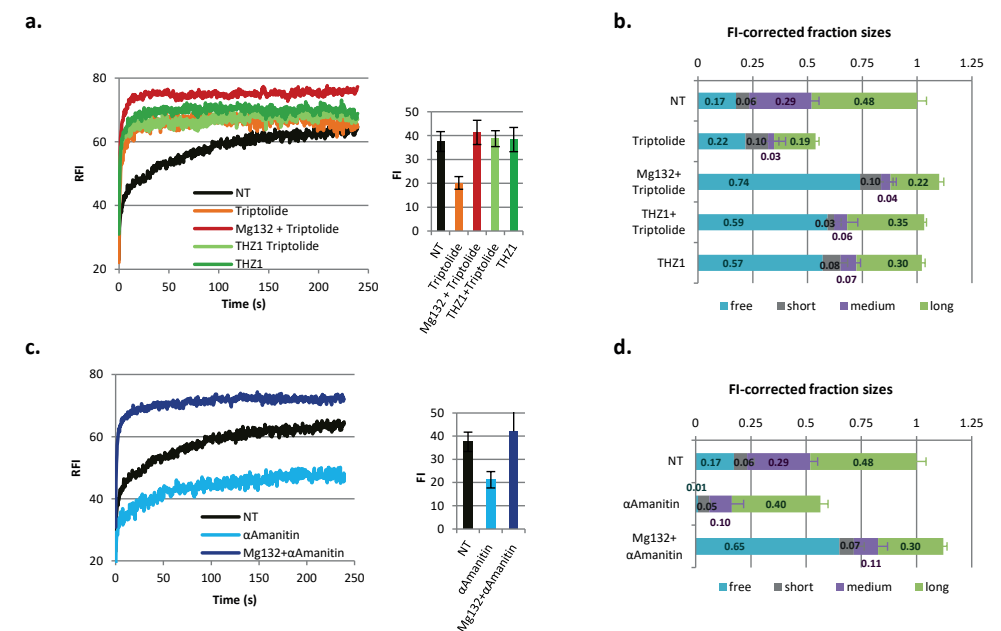 a.
80
60
40
20
RFI
0
50
100
150
200
250
Time (s)
NT
Triptolide
Mg132 + Triptolide
THZ1 Triptolide
THZ1
50
40
30
20
10
0
FI
NT
Triptolide
Mg132 + Triptolide
THZ1+Triptolide
THZ1
b.
FI-corrected fraction sizes
0 0.25 0.5 0.75 1 1.25
NT
0.17 0.06 0.29 0.48
Triptolide
0.22 0.10 0.19
0.03
Mg132+
Triptolide
0.74 0.10 0.22
0.04
THZ1+
Triptolide
0.59 0.03 0.35
0.06
THZ1
0.57 0.08 0.30
0.07
free short medium long
c.
80
60
40
20
RFI
0
50
100
150
200
250
Time (s)
NT
αAmanitin
Mg132+αAmanitin
50
40
30
20
10
0
FI
NT
αAmanitin
Mg132+αAmanitin
d.
FI-corrected fraction sizes
0 0.25 0.5 0.75 1 1.25
NT
0.17 0.06 0.29 0.48
0.01
αAmanitin
0.05 0.40
0.10
Mg132+
αAmanitin
0.65 0.07 0.30
0.11
free short medium long